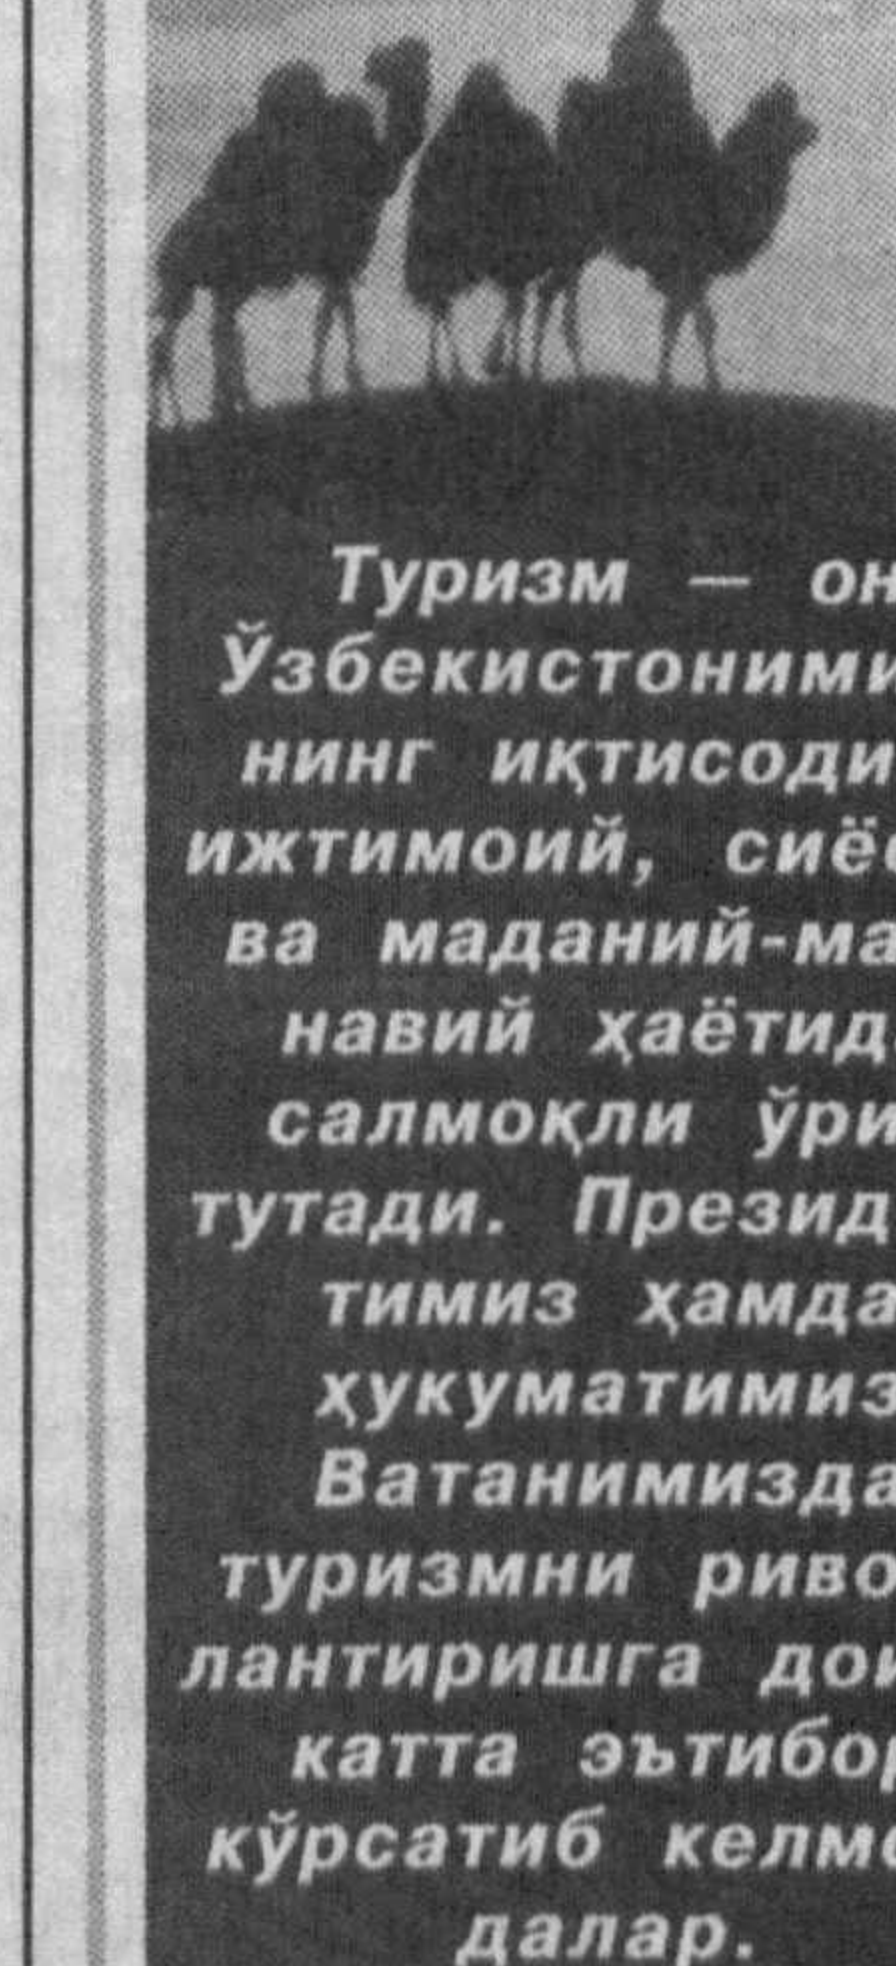 Туризм — он
Ўзбекистоними
нинг иқтисоди
ижтимоий, сиёс
ва маданий-ма
навий ҳаётида
салмоқли ўри
тутади. Презид
тимиз ҳамда
ҳукуматимиз
Ватанимизда
туризмни риво
лантиришга дои
катта эътибор
кўрсатиб келмо
далар.